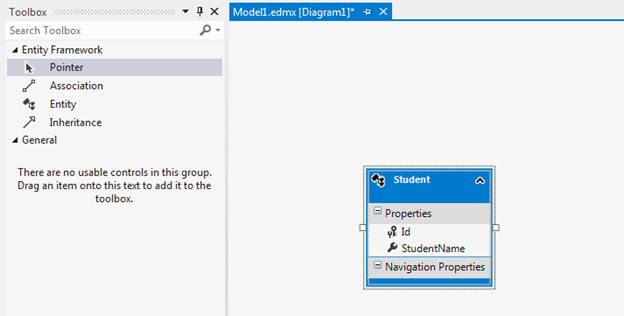 Toolbox
Search Toolbox
Entity Framework
Pointer
Association
Entity
Inheritance
General
There are no usable controls in this group.
Drag an item onto this text to add it to the
toolbox.
Model1.edmx [Diagram1]*
Student
Properties
Id
StudentName
Navigation Properties